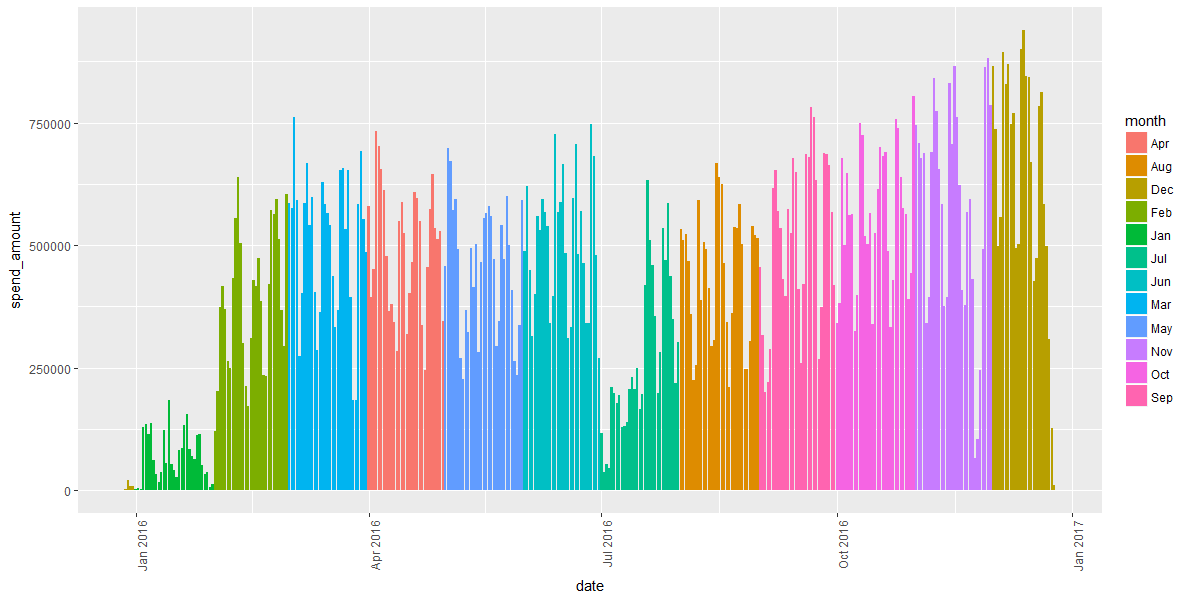 spend_amount
750000
500000
250000
0
Jan 2016
Apr 2016
Jul 2016
Oct 2016
Jan 2017
date
month
Apr
Aug
Dec
Feb
Jan
Jul
Jun
Mar
May
Nov
Oct
Sep